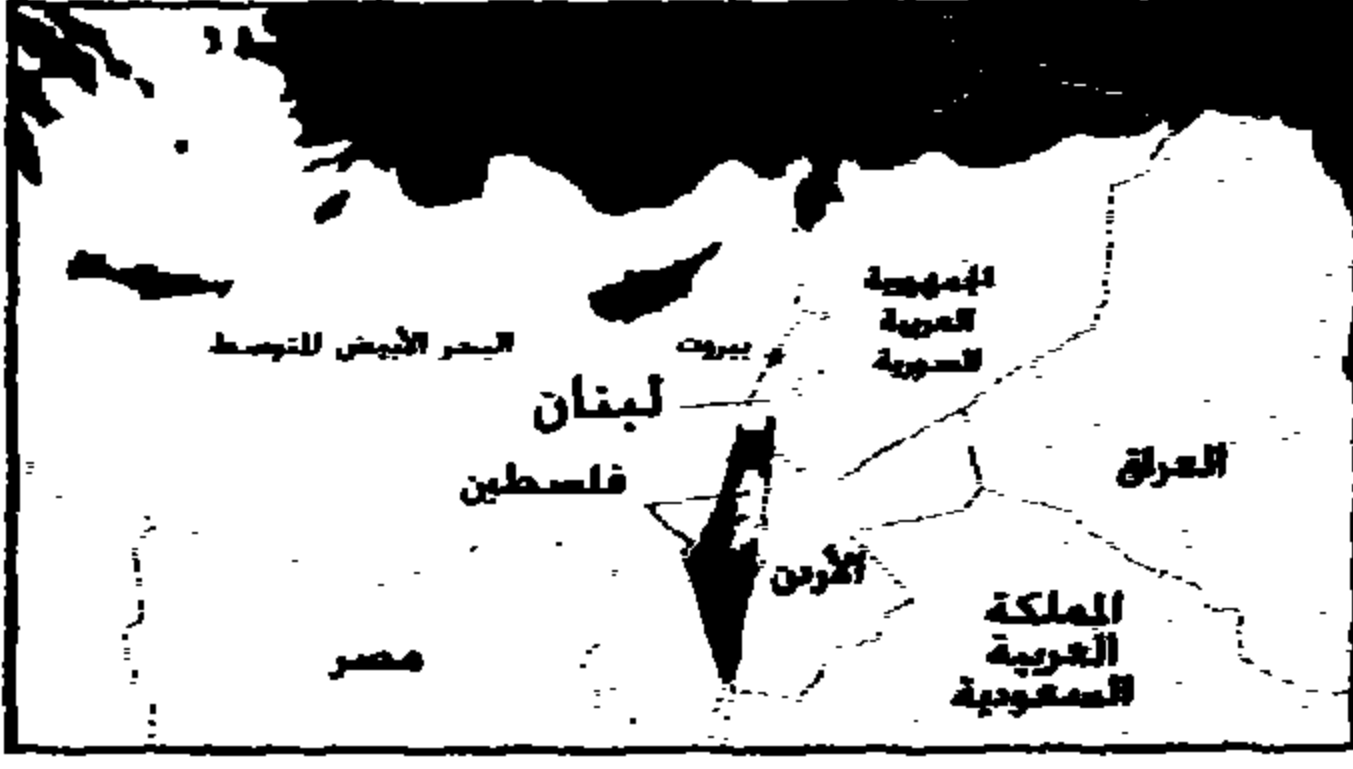 الجمهورية
العربية
السورية
البحر الأبيض المتوسط
بيروت
لبنان
فلسطين
العراق
الأردن
المملكة
العربية
السعودية
مصر